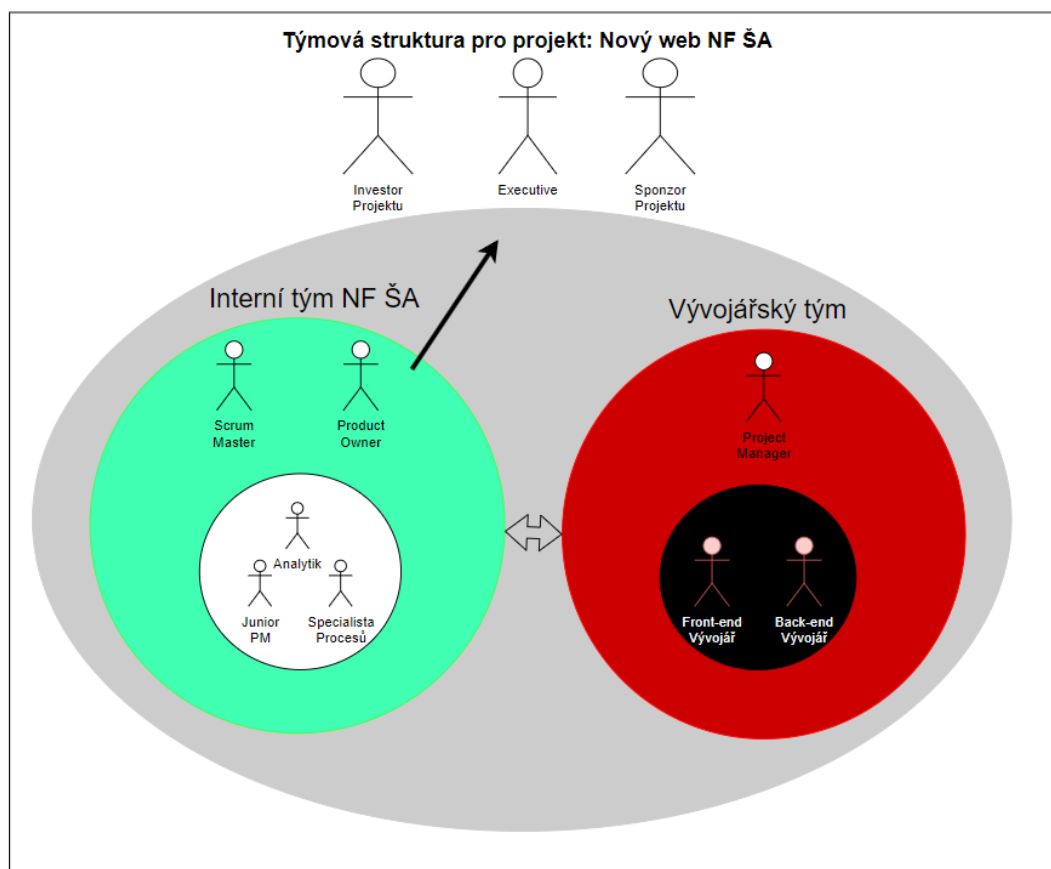 Týmová struktura pro projekt: Nový web NF ŠA
Investor
Projektu
Executive
Sponzor
Projektu
Interní tým NF ŠA
Scrum
Master
Product
Owner
Analytik
Junior
PM
Specialista
Procesů
Vývojářský tým
Project
Manager
Front-end
Vývojář
Back-end
Vývojář